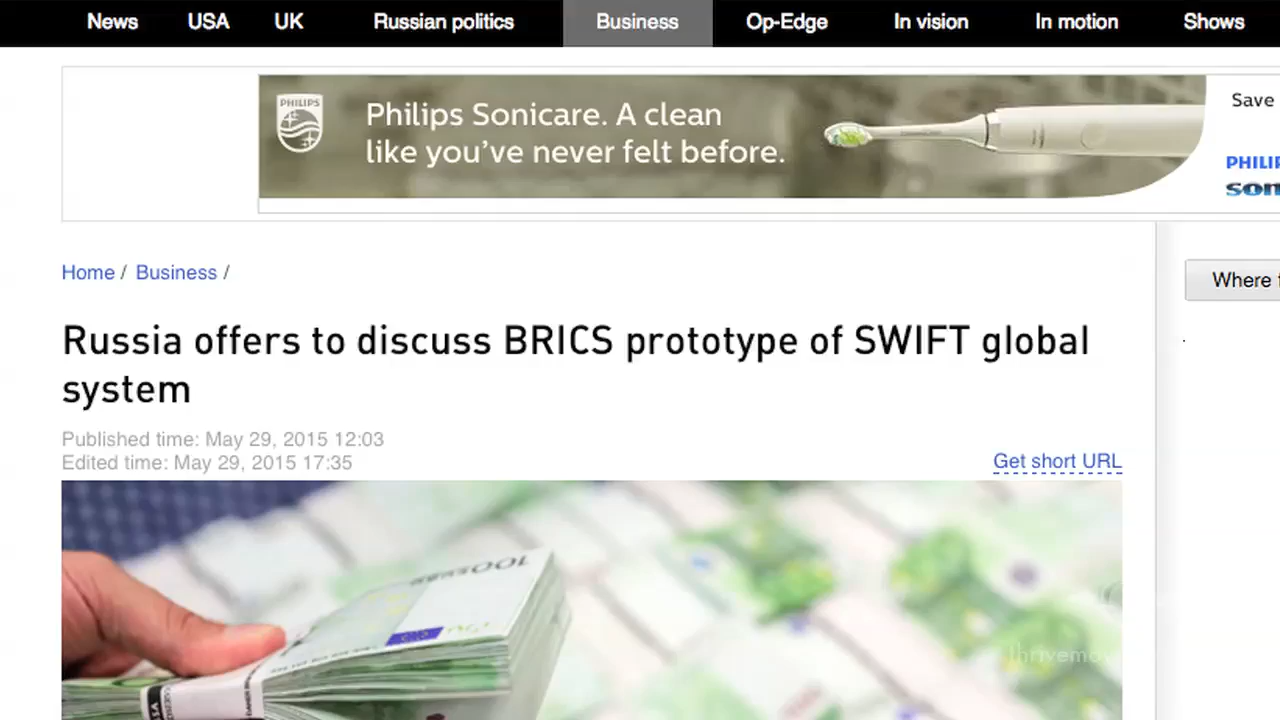 News USA UK Russian politics Business Op-Edge In vision In motion Shows
PHILIPS
Philips Sonicare. A clean
like you've never felt before.
Save
Home / Business /
Where
Russia offers to discuss BRICS prototype of SWIFT global
system
Published time: May 29, 2015 12:03
Edited time: May 29, 2015 17:35
Get short URL
100